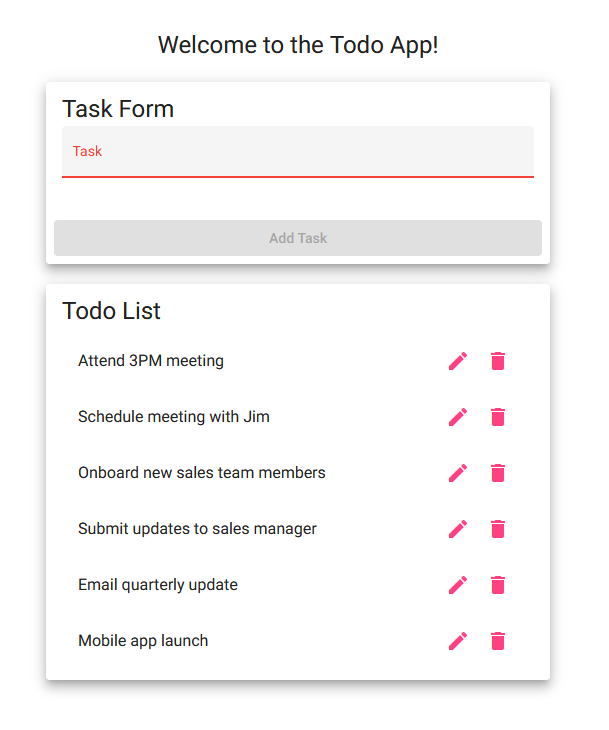 Welcome to the Todo App!
Task Form
Task
Add Task
Todo List
Attend 3PM meeting
Schedule meeting with Jim
Onboard new sales team members
Submit updates to sales manager
Email quarterly update
Mobile app launch